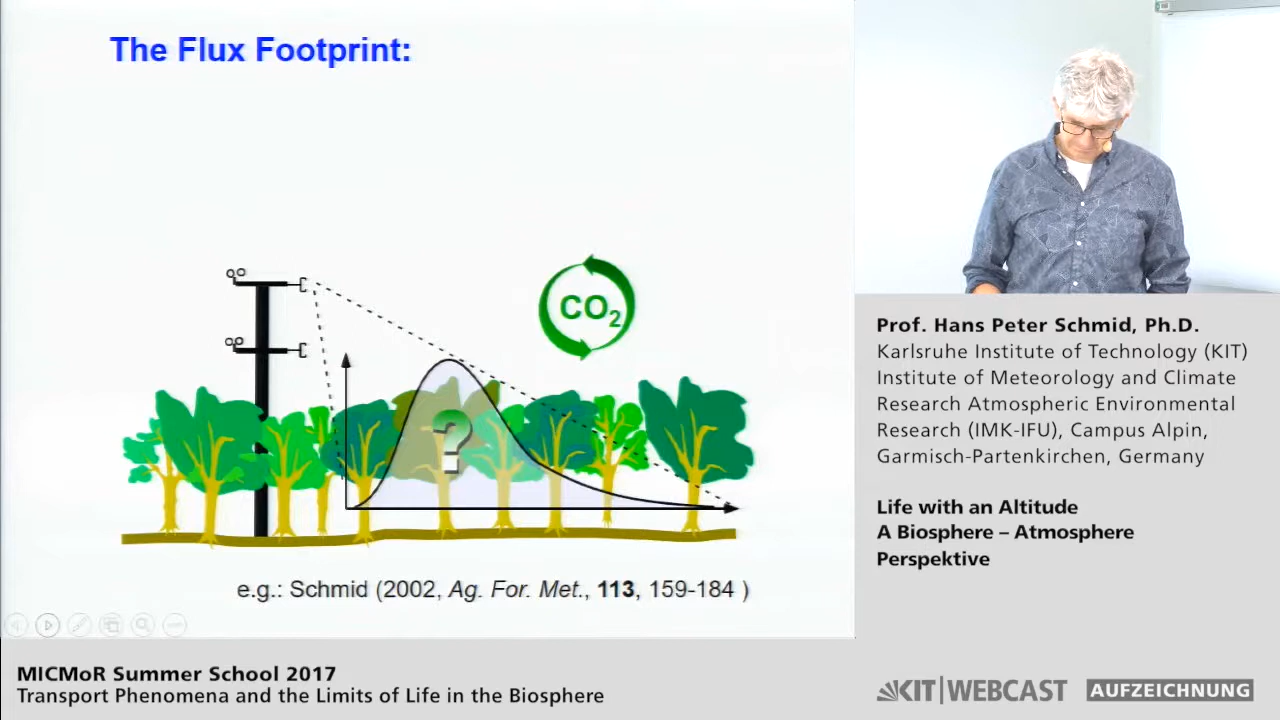 The Flux Footprint:
CO2
?
e.g.: Schmid (2002, Ag. For. Met., 113, 159-184 )
Prof. Hans Peter Schmid, Ph.D.
Karlsruhe Institute of Technology (KIT)
Institute of Meteorology and Climate
Research Atmospheric Environmental
Research (IMK-IFU), Campus Alpin,
Garmisch-Partenkirchen, Germany
Life with an Altitude
A Biosphere – Atmosphere
Perspektive
MICMoR Summer School 2017
Transport Phenomena and the Limits of Life in the Biosphere
KIT | WEBCAST AUFZEICHNUNG